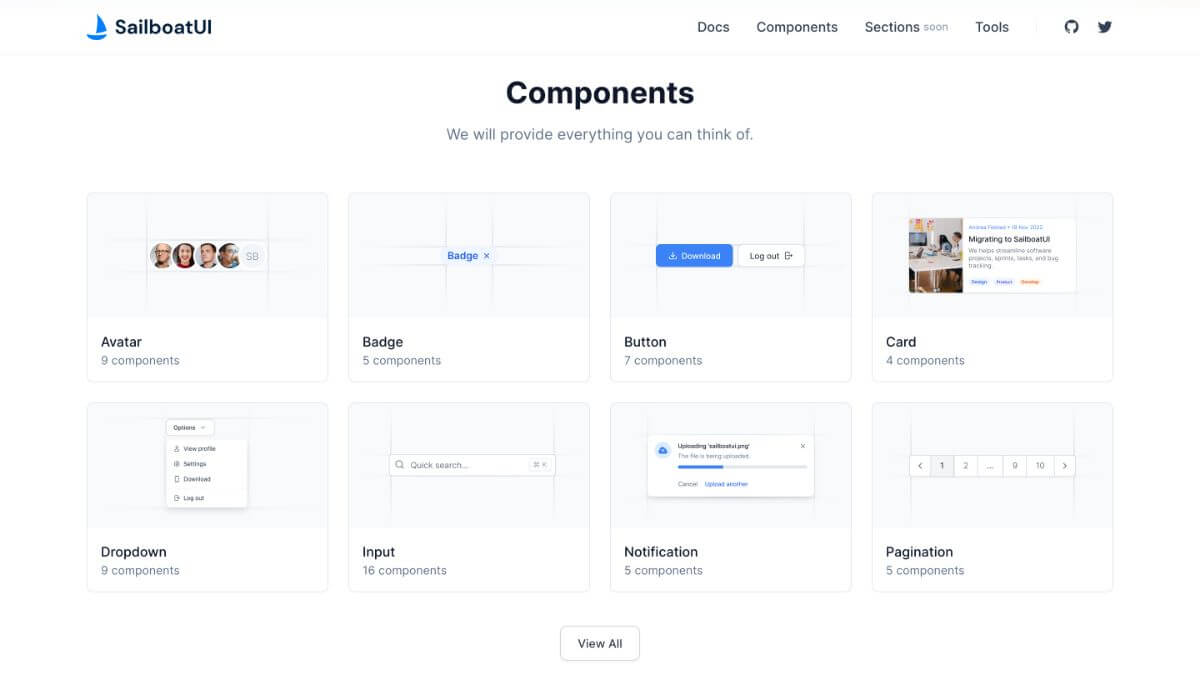 SailboatUI
Docs
Components
Sections soon
Tools
Components
We will provide everything you can think of.
SB
Avatar
9 components
Badge ×
Badge
5 components
Download
Log out
Button
7 components
Andrea Felsted • 18 Nov 2022
Migrating to SailboatUI
We helps streamline software
projects, sprints, tasks, and bug
tracking
Design Product Develop
Card
4 components
Options
View profile
Settings
Download
Log out
Dropdown
9 components
Quick search... ⌘ K
Input
16 components
Uploading 'sailboatui.png' ×
The file is being uploaded.
Cancel Upload another
Notification
5 components
< 1 2 ... 9 10 >
Pagination
5 components
View All